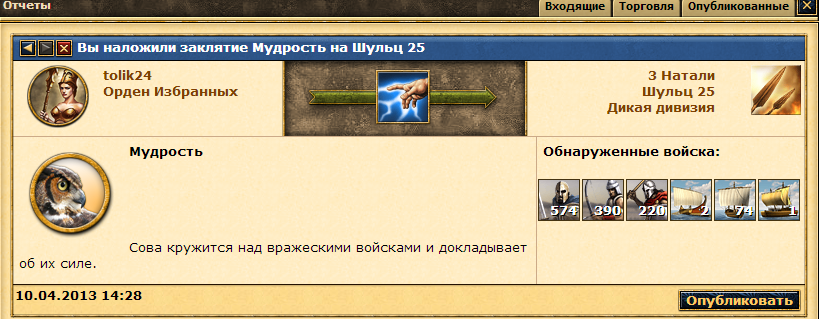 Отчеты
Входящие
Торговля
Опубликованные
Вы наложили заклятие Мудрость на Шульц 25
tolik24
Орден Избранных
3 Натали
Шульц 25
Дикая дивизия
Мудрость
Обнаруженные войска:
574 390 220 2 74 1
Сова кружится над вражескими войсками и докладывает
об их силе.
10.04.2013 14:28
Опубликовать